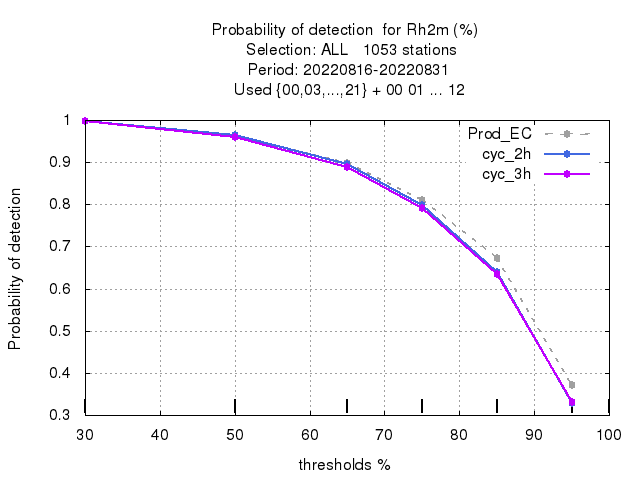 Probability of detection  for Rh2m (%)
Selection: ALL   1053 stations
Period: 20220816-20220831
Used {00,03,...,21} + 00 01 ... 12
Prod_EC
cyc_2h
cyc_3h
Probability of detection
1
0.9
0.8
0.7
0.6
0.5
0.4
0.3
30 40 50 60 70 80 90 100
thresholds %